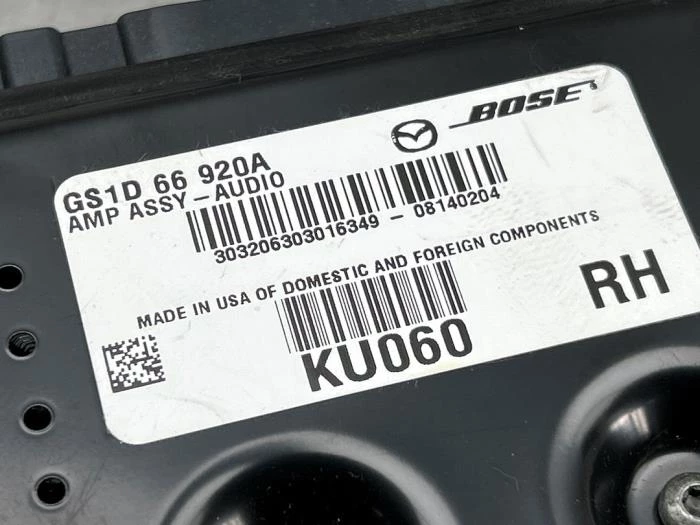 BOSE
GS1D 66 920A
AMP ASSY-AUDIO
303206303016349 - 08140204
MADE IN USA OF DOMESTIC AND FOREIGN COMPONENTS
RH
KU060